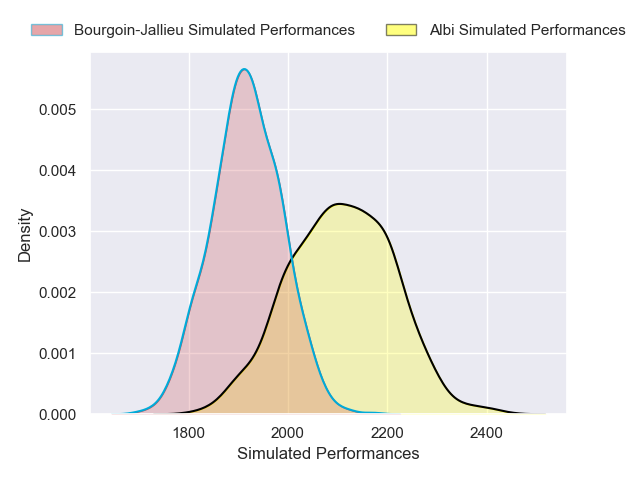 Bourgoin-Jallieu Simulated Performances Albi Simulated Performances
0.005
0.004
0.003
0.002
0.001
0.000
Density
1800 2000 2200 2400
Simulated Performances